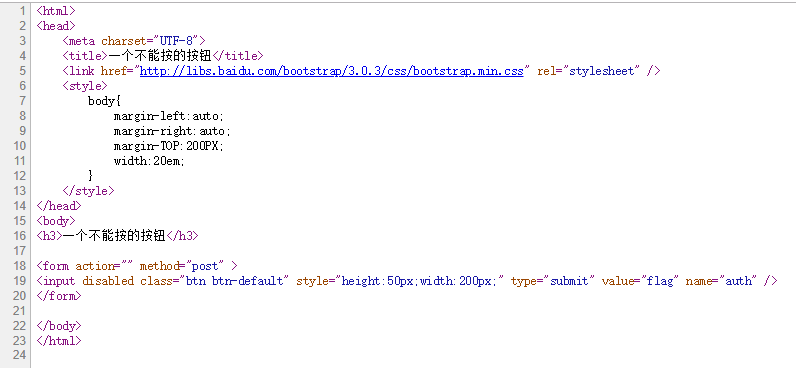 1 <html>
2 <head>
3 <meta charset="UTF-8">
4 <title>一个不能按的按钮</title>
5 <link href="http://libs.baidu.com/bootstrap/3.0.3/css/bootstrap.min.css" rel="stylesheet" />
6 <style>
7 body{
8 margin-left:auto;
9 margin-right:auto;
10 margin-TOP:200PX;
11 width:20em;
12 }
13 </style>
14 </head>
15 <body>
16 <h3>一个不能按的按钮</h3>
17
18 <form action="" method="post" >
19 <input disabled class="btn btn-default" style="height:50px;width:200px;" type="submit" value="flag" name="auth" />
20 </form>
21
22 </body>
23 </html>
24